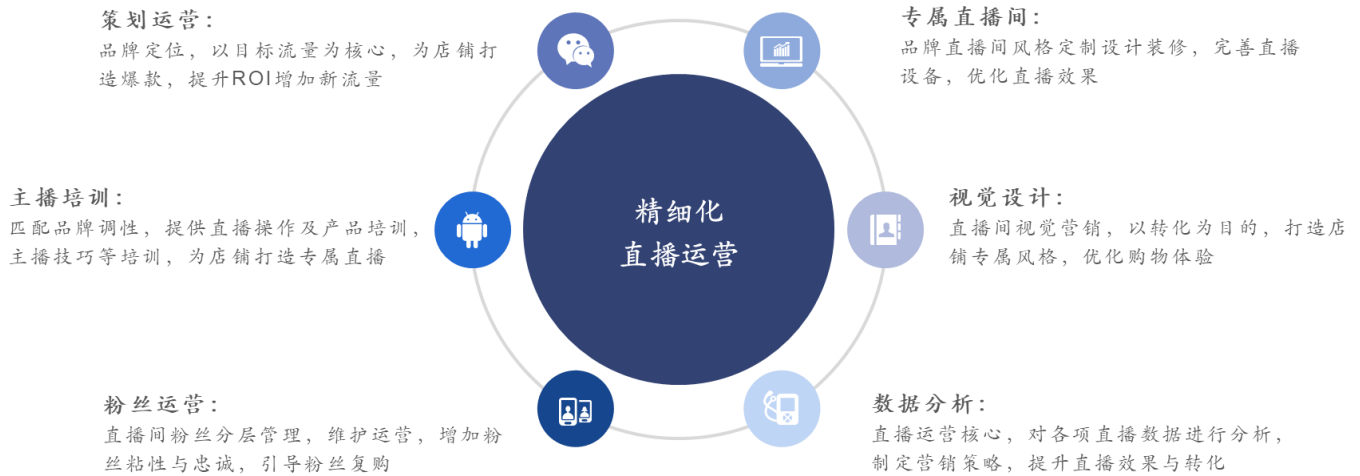 策划运营：
品牌定位，以目标流量为核心，为店铺打
造爆款，提升ROI增加新流量
专属直播间：
品牌直播间风格定制设计装修，完善直播
设备，优化直播效果
主播培训：
匹配品牌调性，提供直播操作及产品培训，
主播技巧等培训，为店铺打造专属直播
精细化
直播运营
视觉设计：
直播间视觉营销，以转化为目的，打造店
铺专属风格，优化购物体验
粉丝运营：
直播间粉丝分层管理，维护运营，增加粉
丝粘性与忠诚，引导粉丝复购
数据分析：
直播运营核心，对各项直播数据进行分析，
制定营销策略，提升直播效果与转化